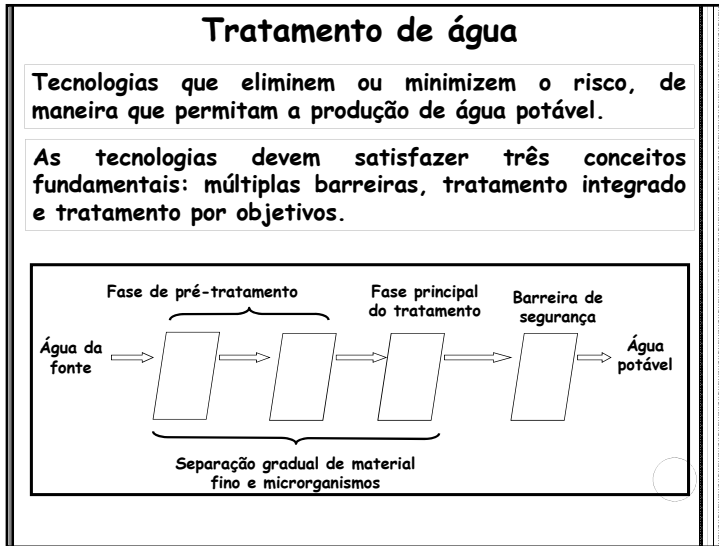 Tratamento de água
Tecnologias que eliminem ou minimizem o risco, de
maneira que permitam a produção de água potável.
As tecnologias devem satisfazer três conceitos
fundamentais: múltiplas barreiras, tratamento integrado
e tratamento por objetivos.
Fase de pré-tratamento
Fase principal
do tratamento
Barreira de
segurança
Água da
fonte
Água
potável
Separação gradual de material
fino e microrganismos